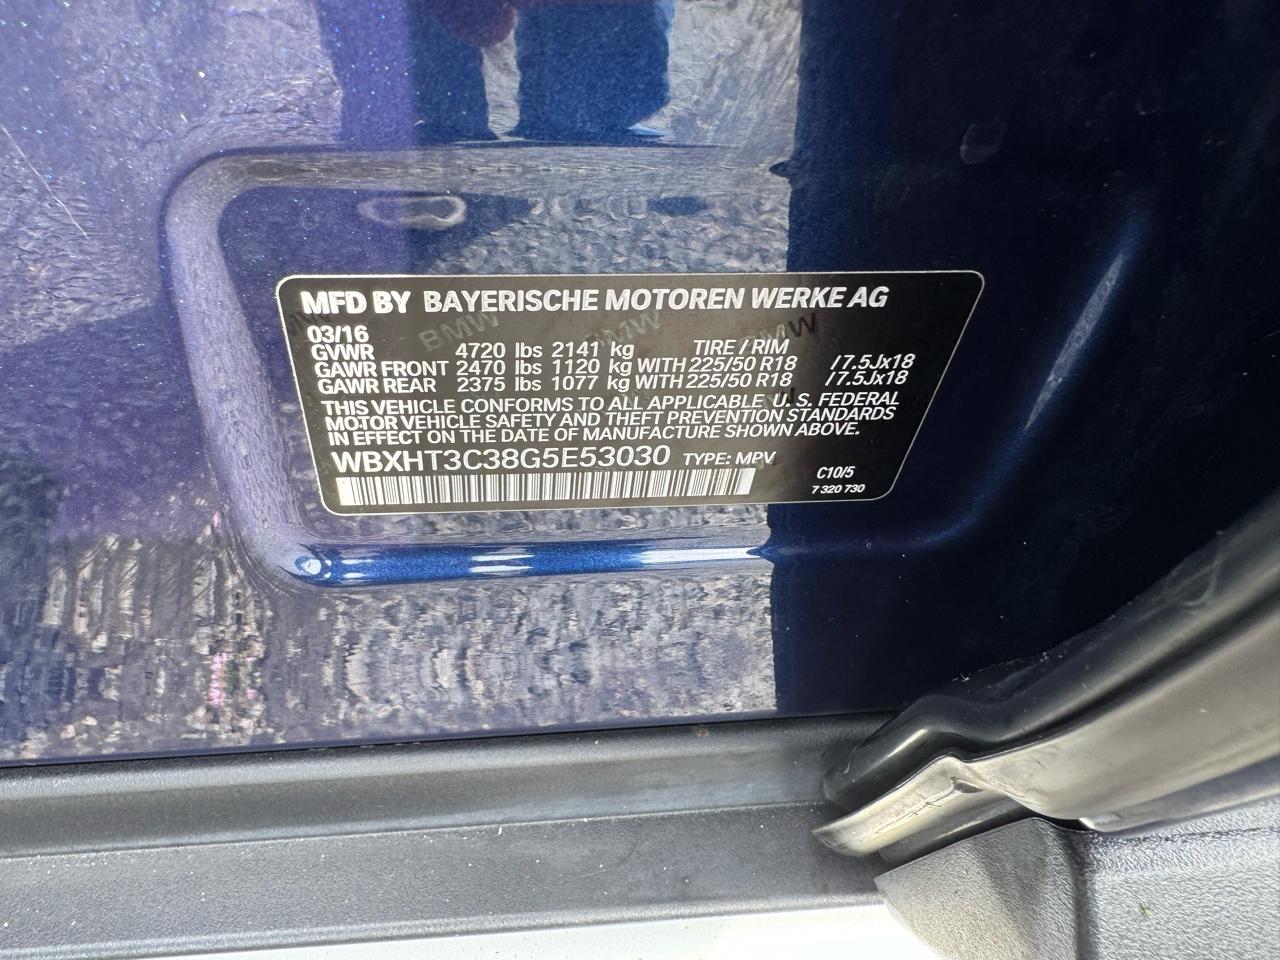 MFD BY BAYERISCHE MOTOREN WERKE AG
03/16
GVWR 4720 lbs 2141 kg TIRE / RIM
GAWR FRONT 2470 lbs 1120 kg WITH 225/50 R18 / 7.5Jx18
GAWR REAR 2375 lbs 1077 kg WITH 225/50 R18 / 7.5Jx18
THIS VEHICLE CONFORMS TO ALL APPLICABLE U. S. FEDERAL
MOTOR VEHICLE SAFETY AND THEFT PREVENTION STANDARDS
IN EFFECT ON THE DATE OF MANUFACTURE SHOWN ABOVE.
WBXHT3C38G5E53030 TYPE: MPV
C10/5
7 320 730
BMW
BMW
BMW